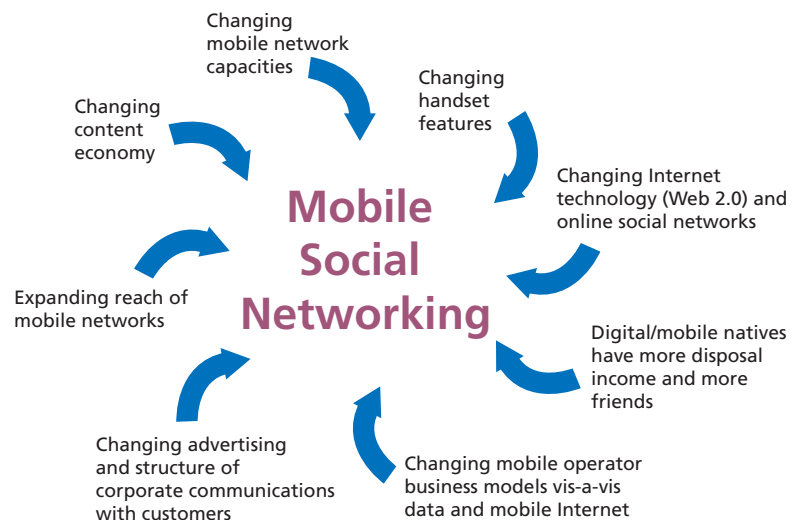 Changing
mobile network
capacities
Changing
handset
features
Changing
content
economy
Changing Internet
technology (Web 2.0) and
online social networks
Mobile
Social
Networking
Expanding reach of
mobile networks
Digital/mobile natives
have more disposal
income and more
friends
Changing advertising
and structure of
corporate communications
with customers
Changing mobile operator
business models vis-a-vis
data and mobile Internet